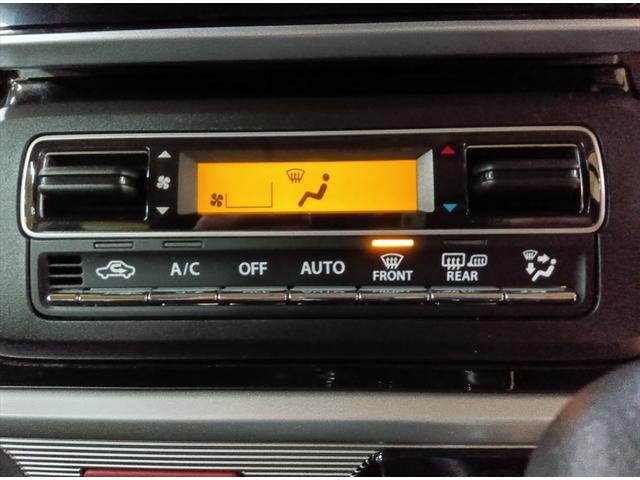 A/C OFF AUTO FRONT REAR